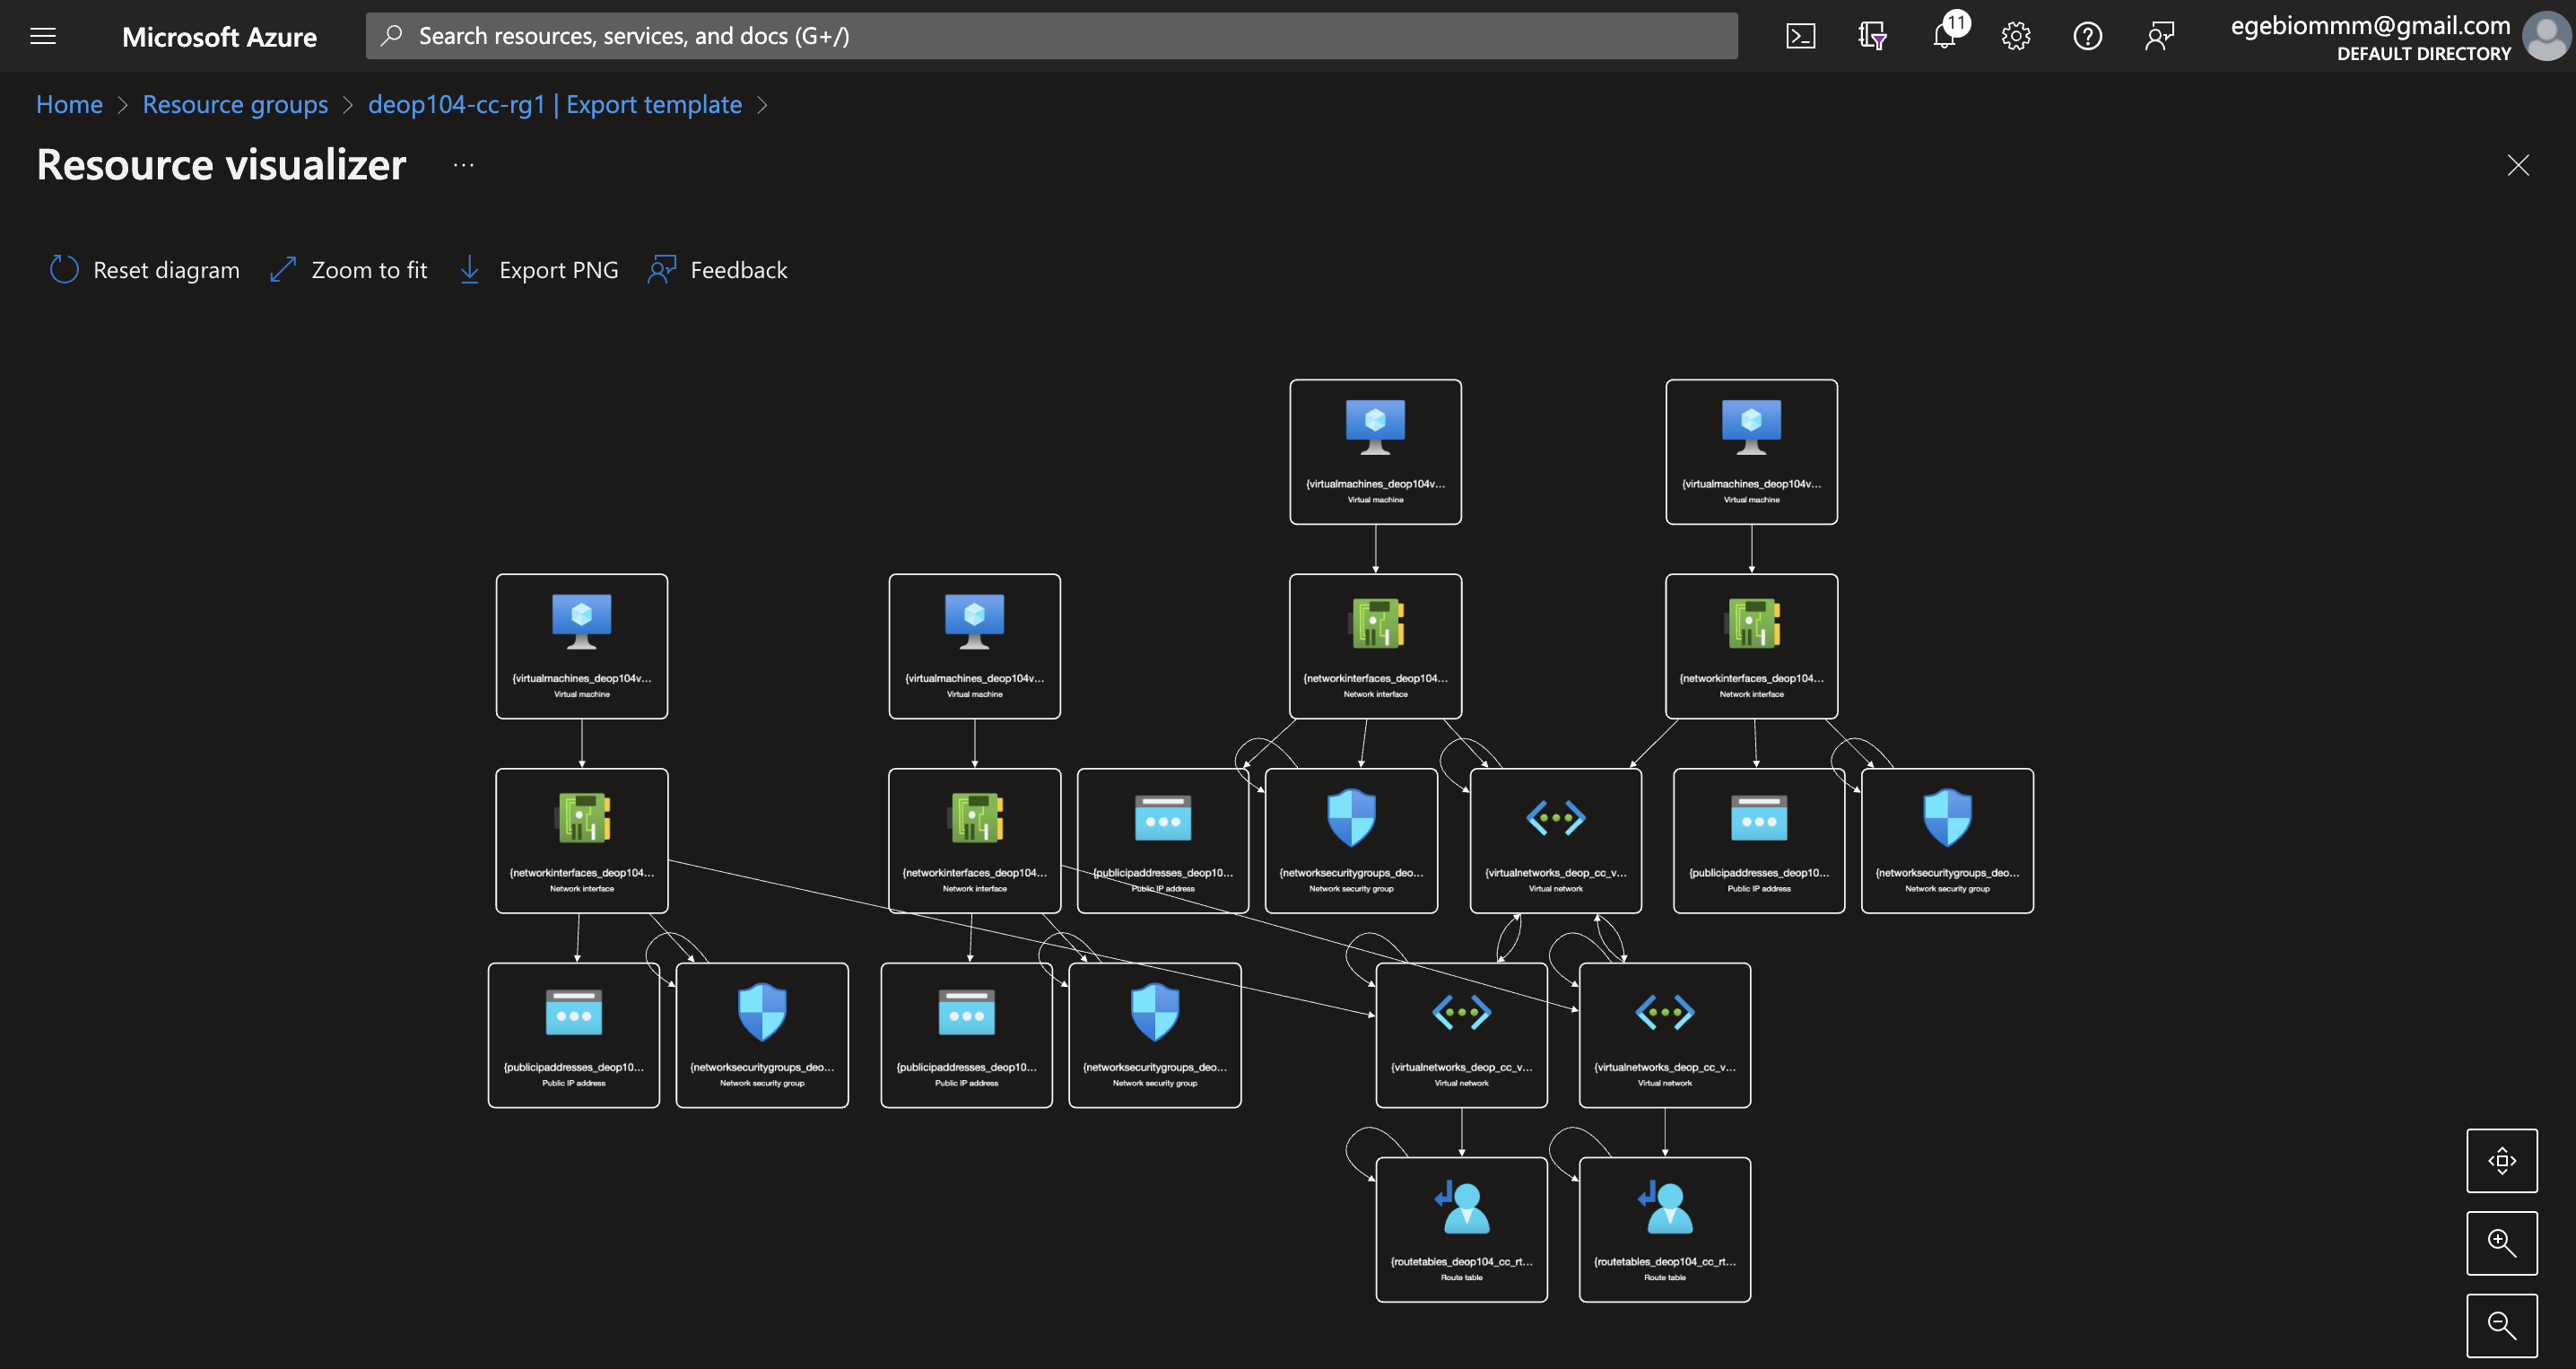 Microsoft Azure
Search resources, services, and docs (G+/)
11
egebiommm@gmail.com
DEFAULT DIRECTORY
Home > Resource groups > deop104-cc-rg1 | Export template >
Resource visualizer ...
Reset diagram
Zoom to fit
Export PNG
Feedback
{virtualmachines_deop104v...
Virtual machine
{virtualmachines_deop104v...
Virtual machine
{virtualmachines_deop104v...
Virtual machine
{virtualmachines_deop104v...
Virtual machine
{networkinterfaces_deop104...
Network interface
{networkinterfaces_deop104...
Network interface
{networkinterfaces_deop104...
Network interface
{networkinterfaces_deop104...
Network interface
{publicipaddresses_deop10...
Public IP address
{networksecuritygroups_deo...
Network security group
{virtualnetworks_deop_cc_v...
Virtual network
{publicipaddresses_deop10...
Public IP address
{networksecuritygroups_deo...
Network security group
{publicipaddresses_deop10...
Public IP address
{networksecuritygroups_deo...
Network security group
{publicipaddresses_deop10...
Public IP address
{networksecuritygroups_deo...
Network security group
{virtualnetworks_deop_cc_v...
Virtual network
{virtualnetworks_deop_cc_v...
Virtual network
{routetables_deop104_cc_rt...
Route table
{routetables_deop104_cc_rt...
Route table